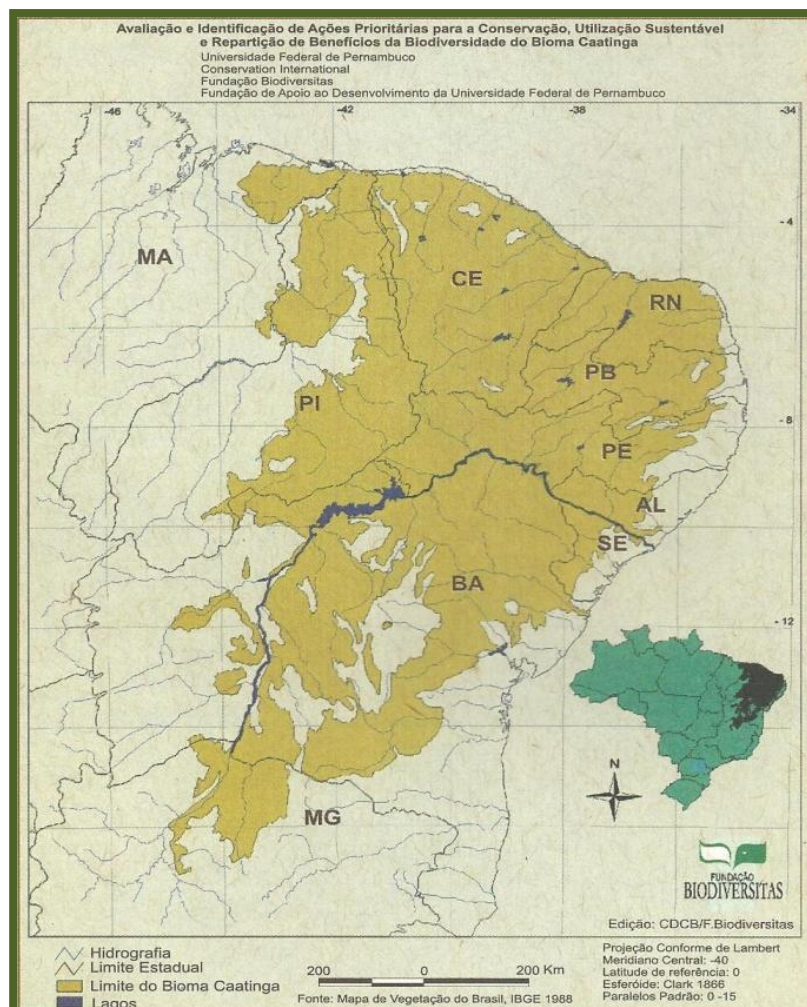 Avaliação e Identificação de Ações Prioritárias para a Conservação, Utilização Sustentável
e Repartição de Benefícios da Biodiversidade do Bioma Caatinga
Universidade Federal de Pernambuco
Conservation International
Fundação Biodiversitas
Fundação de Apoio ao Desenvolvimento da Universidade Federal de Pernambuco
-46
-42
-38
-34
-4
MA
CE
RN
PB
PI
-8
PE
AL
SE
BA
-12
N
MG
FUNDAÇÃO
BIODIVERSITAS
Edição: CDCB/F.Biodiversitas
Hidrografia
Limite Estadual
Limite do Bioma Caatinga
Lagos
200 0 200 Km
Fonte: Mapa de Vegetação do Brasil, IBGE 1988
Projeção Conforme de Lambert
Meridiano Central: -40
Latitude de referência: 0
Esferóide: Clark 1866
Paralelos Padrão: 0 -15